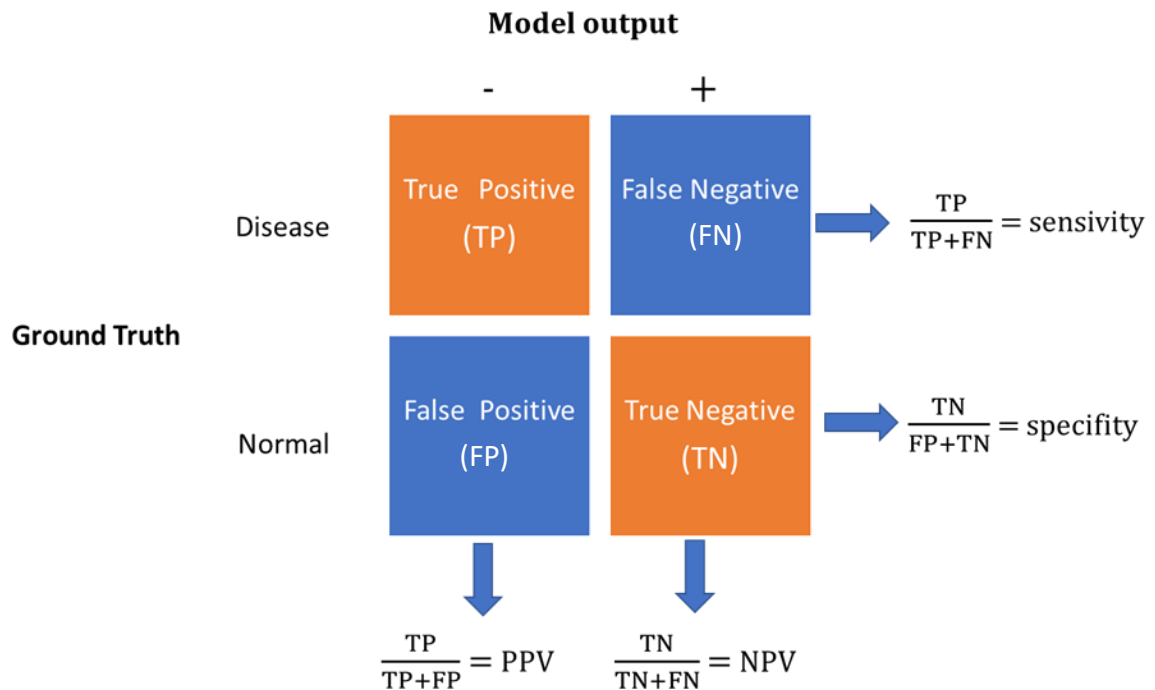 Model output
- +
Disease
True Positive
(TP)
False Negative
(FN)
TP
TP+FN
= sensivity
Ground Truth
Normal
False Positive
(FP)
True Negative
(TN)
TN
FP+TN
= specifity
TP
TP+FP
= PPV
TN
TN+FN
= NPV